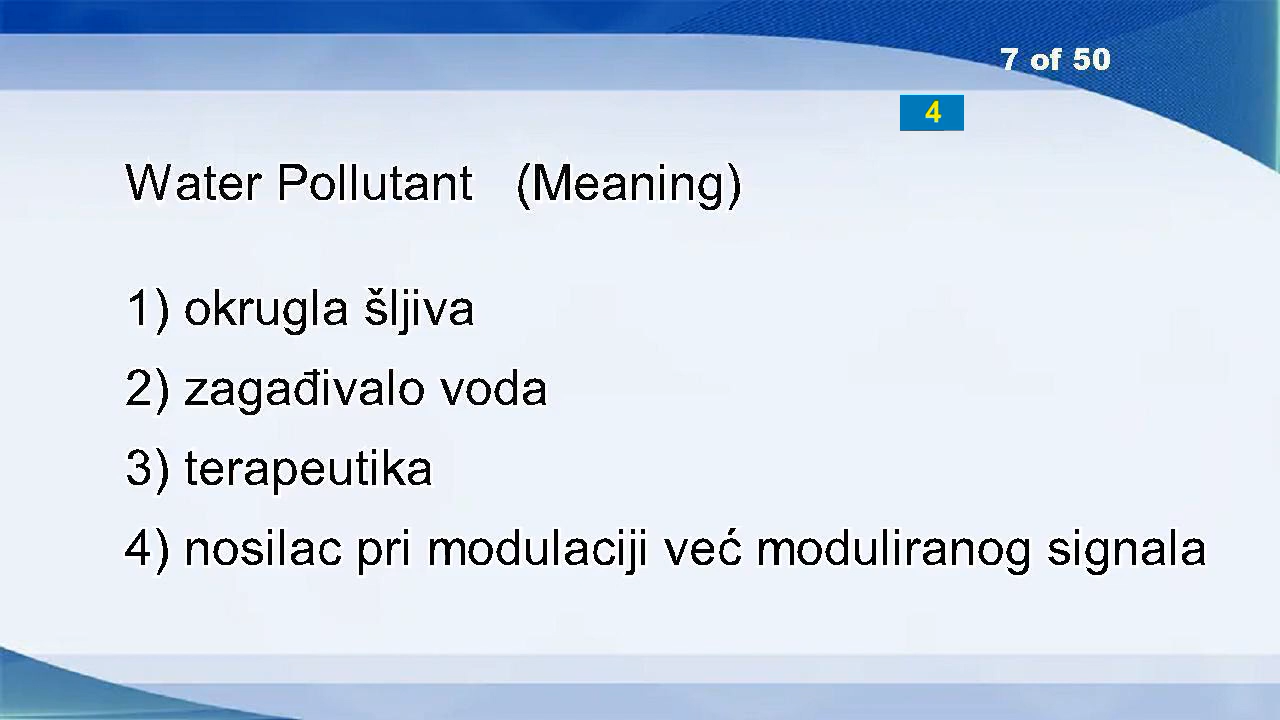 7 of 50
4
Water Pollutant (Meaning)
1) okrugla šljiva
2) zagađivalo voda
3) terapeutika
4) nosilac pri modulaciji već moduliranog signala